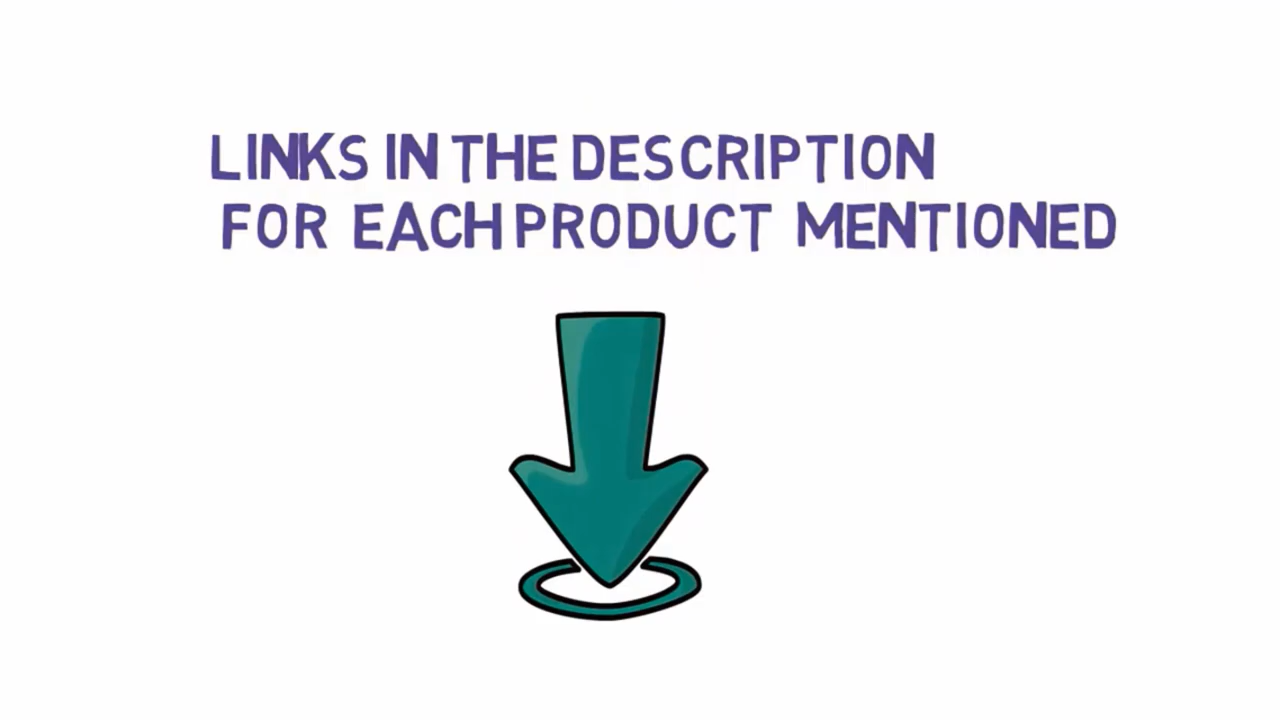 LINKS IN THE DESCRIPTION
FOR EACH PRODUCT MENTIONED